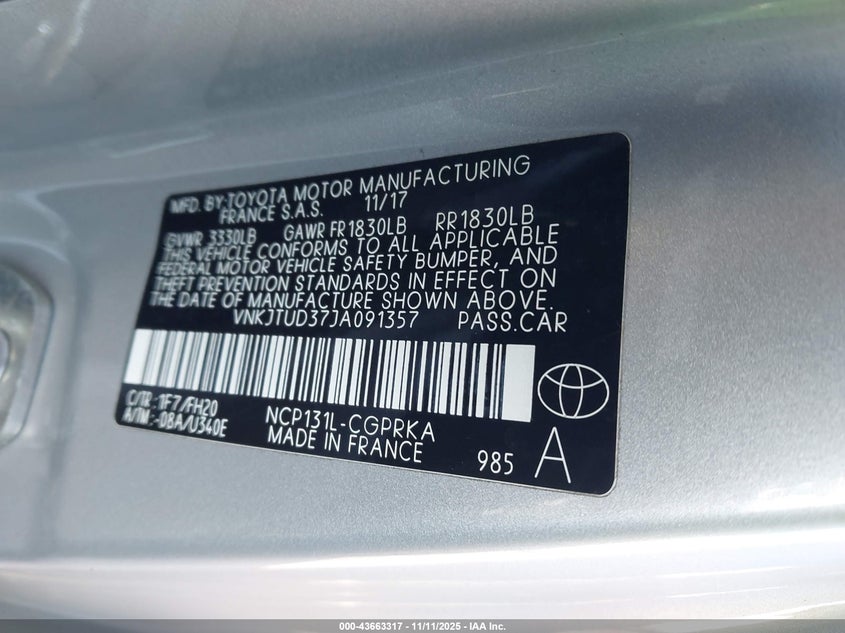 MFD. BY:TOYOTA MOTOR MANUFACTURING
FRANCE S.A.S. 11/17
GVWR 3330LB GAWR FR1830LB RR1830LB
THIS VEHICLE CONFORMS TO ALL APPLICABLE
FEDERAL MOTOR VEHICLE SAFETY BUMPER, AND
THEFT PREVENTION STANDARDS IN EFFECT ON
THE DATE OF MANUFACTURE SHOWN ABOVE.
VNKJTUD37JA091357 PASS.CAR
C/TR: 1F7/FH20
A/TM: -08A/U340E
NCP131L-CGPRKA
MADE IN FRANCE
985 A
000-43663317 - 11/11/2025 - IAA Inc.